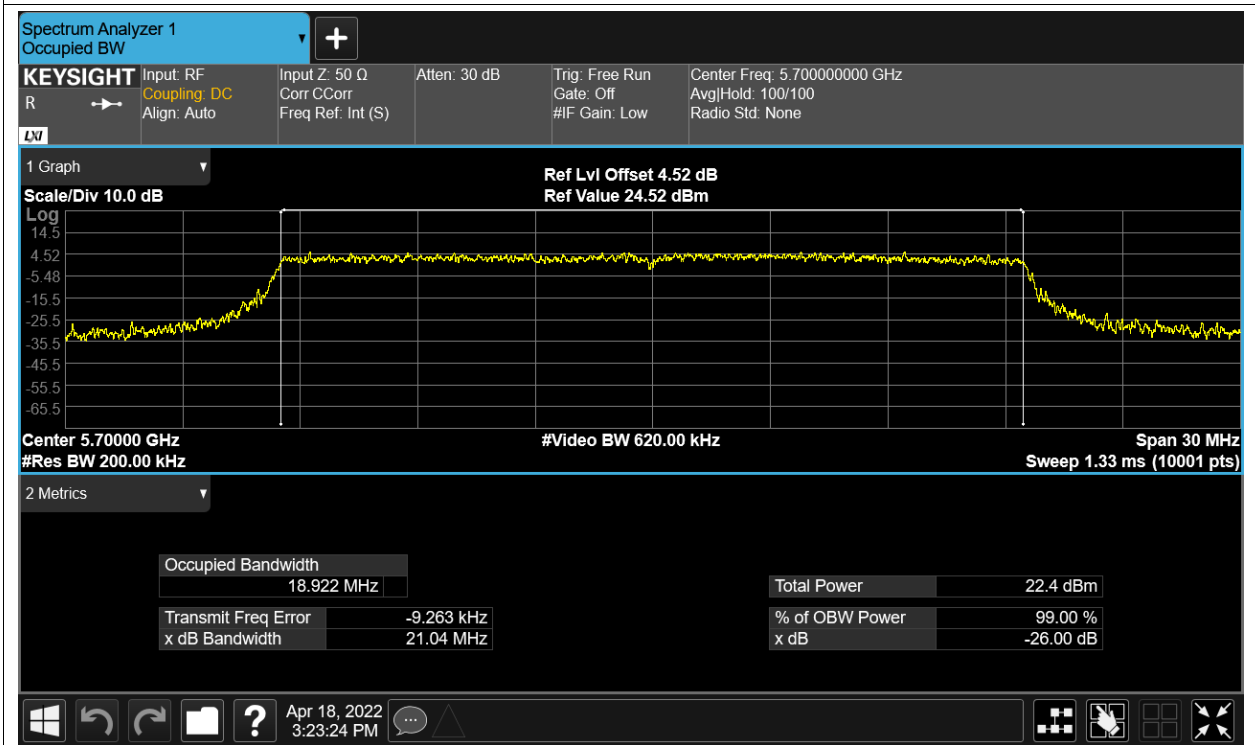 Spectrum Analyzer 1
Occupied BW
KEYSIGHT
R
LXI
Input: RF
Coupling: DC
Align: Auto
Input Z: 50 Ω
Corr CCorr
Freq Ref: Int (S)
Atten: 30 dB
Trig: Free Run
Gate: Off
#IF Gain: Low
Center Freq: 5.700000000 GHz
Avg|Hold: 100/100
Radio Std: None
1 Graph
Ref Lvl Offset 4.52 dB
Scale/Div 10.0 dB
Ref Value 24.52 dBm
Log
14.5
4.52
-5.48
-15.5
-25.5
-35.5
-45.5
-55.5
-65.5
Center 5.70000 GHz
#Video BW 620.00 kHz
Span 30 MHz
#Res BW 200.00 kHz
Sweep 1.33 ms (10001 pts)
2 Metrics
Occupied Bandwidth
18.922 MHz
Total Power 22.4 dBm
Transmit Freq Error -9.263 kHz
% of OBW Power 99.00 %
x dB Bandwidth 21.04 MHz
x dB -26.00 dB
?
Apr 18, 2022
3:23:24 PM